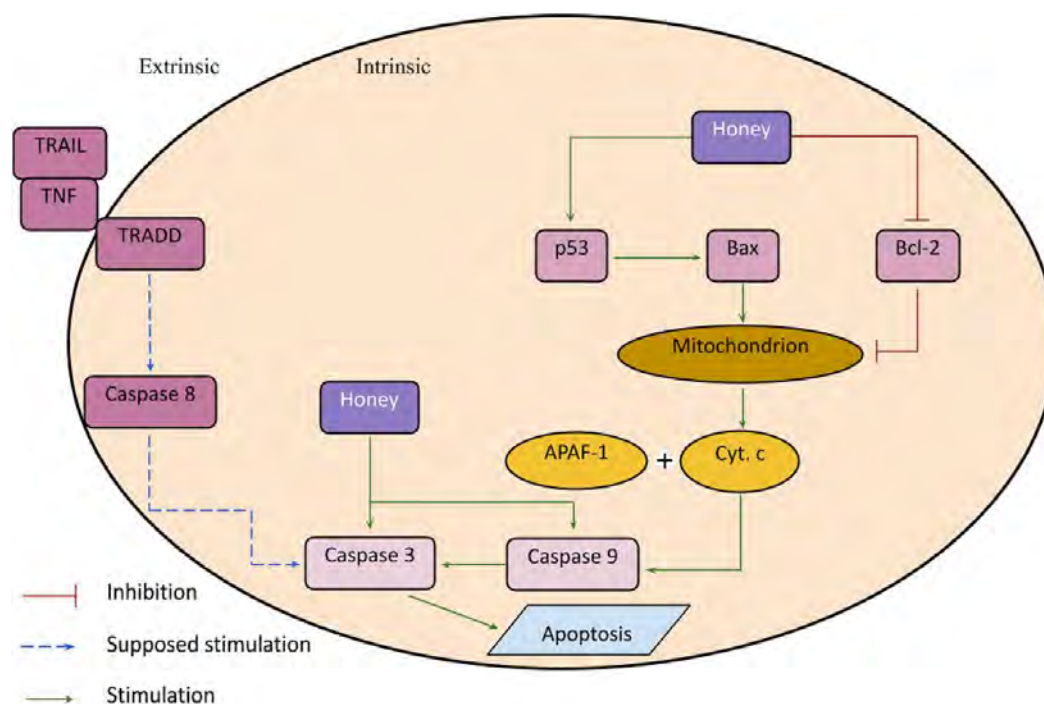 Extrinsic
Intrinsic
TRAIL
TNF
TRADD
Honey
p53
Bax
Bcl-2
Mitochondrion
Caspase 8
Honey
APAF-1
+
Cyt. c
Caspase 3
Caspase 9
Apoptosis
Inhibition
Supposed stimulation
Stimulation